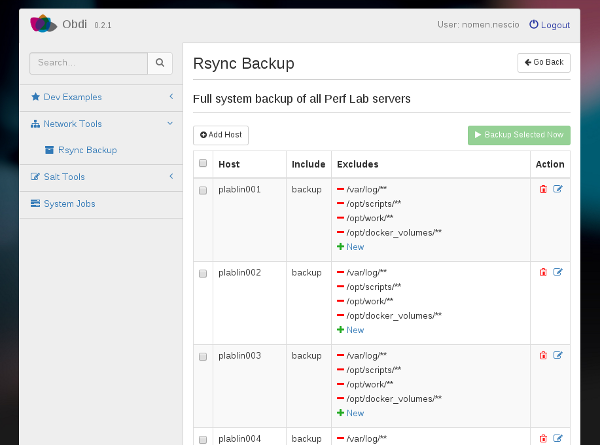 Obdi 0.2.1
User: nomen.nescio Logout
Search...
Dev Examples
Network Tools
Rsync Backup
Salt Tools
System Jobs
Rsync Backup
Go Back
Full system backup of all Perf Lab servers
Add Host
Backup Selected Now
Host Include Excludes Action
plablin001 backup /var/log/**
/opt/scripts/**
/opt/work/**
/opt/docker_volumes/**
New
plablin002 backup /var/log/**
/opt/scripts/**
/opt/work/**
/opt/docker_volumes/**
New
plablin003 backup /var/log/**
/opt/scripts/**
/opt/work/**
/opt/docker_volumes/**
New
plablin004 backup /var/log/**